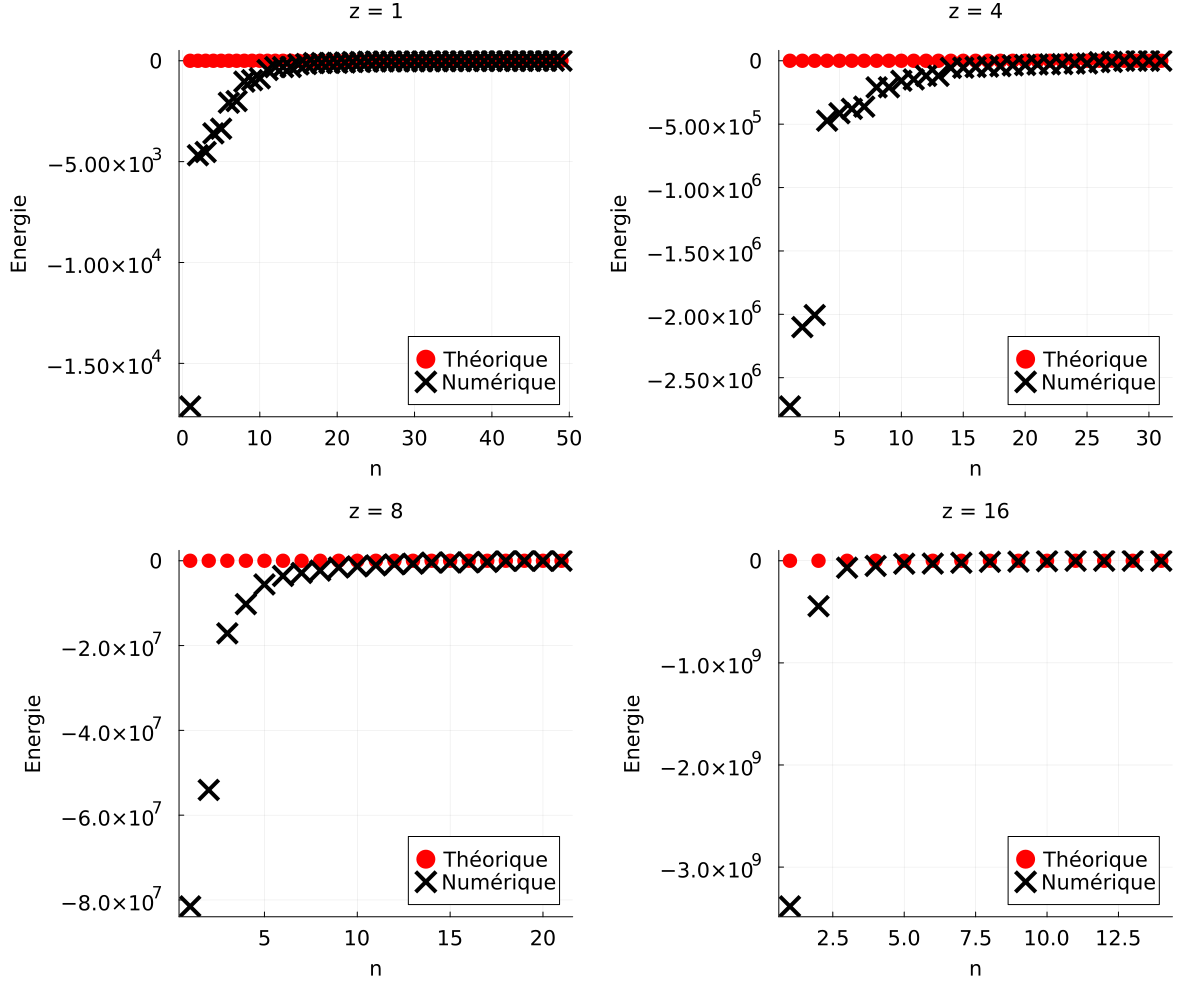 z = 1
0
−5.00×10³
−1.00×10⁴
−1.50×10⁴
Energie
Théorique
Numérique
0 10 20 30 40 50
n
z = 4
0
−5.00×10⁵
−1.00×10⁶
−1.50×10⁶
−2.00×10⁶
−2.50×10⁶
Energie
Théorique
Numérique
5 10 15 20 25 30
n
z = 8
0
−2.0×10⁷
−4.0×10⁷
−6.0×10⁷
−8.0×10⁷
Energie
Théorique
Numérique
5 10 15 20
n
z = 16
0
−1.0×10⁹
−2.0×10⁹
−3.0×10⁹
Energie
Théorique
Numérique
2.5 5.0 7.5 10.0 12.5
n